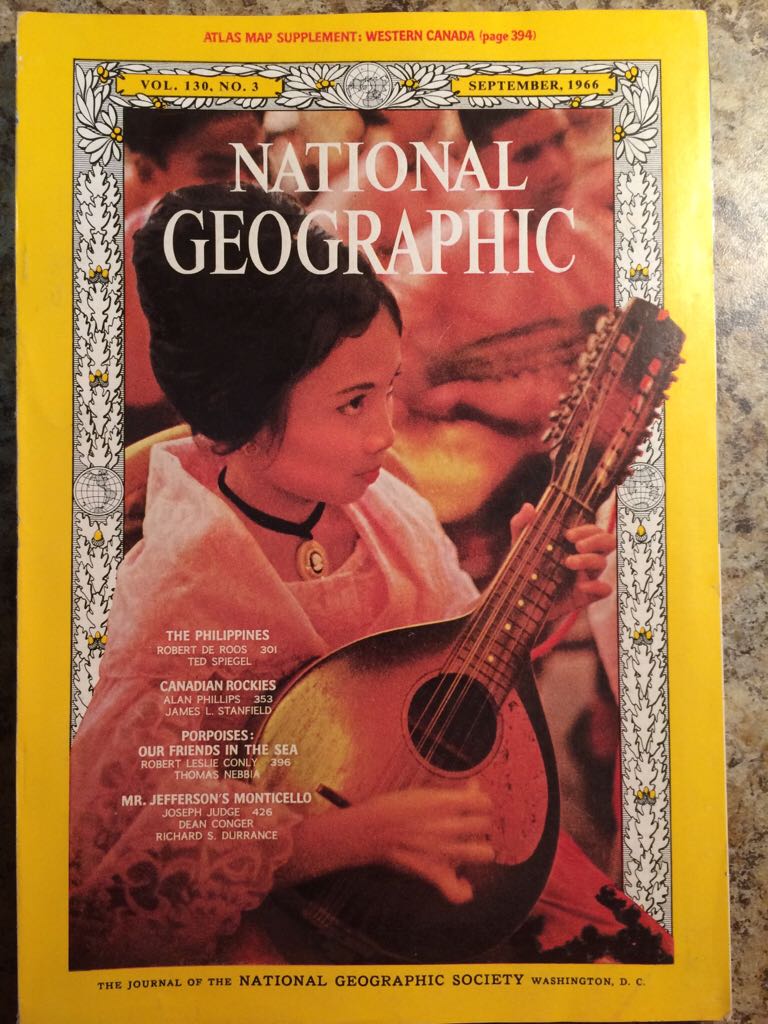 ATLAS MAP SUPPLEMENT: WESTERN CANADA (page 394)
VOL. 130, NO. 3
SEPTEMBER, 1966
NATIONAL
GEOGRAPHIC
THE PHILIPPINES
ROBERT DE ROOS 301
TED SPIEGEL
CANADIAN ROCKIES
ALAN PHILLIPS 353
JAMES L. STANFIELD
PORPOISES:
OUR FRIENDS IN THE SEA
ROBERT LESLIE CONLY 396
THOMAS NEBBIA
MR. JEFFERSON'S MONTICELLO
JOSEPH JUDGE 426
DEAN CONGER
RICHARD S. DURRANCE
THE JOURNAL OF THE NATIONAL GEOGRAPHIC SOCIETY WASHINGTON, D. C.